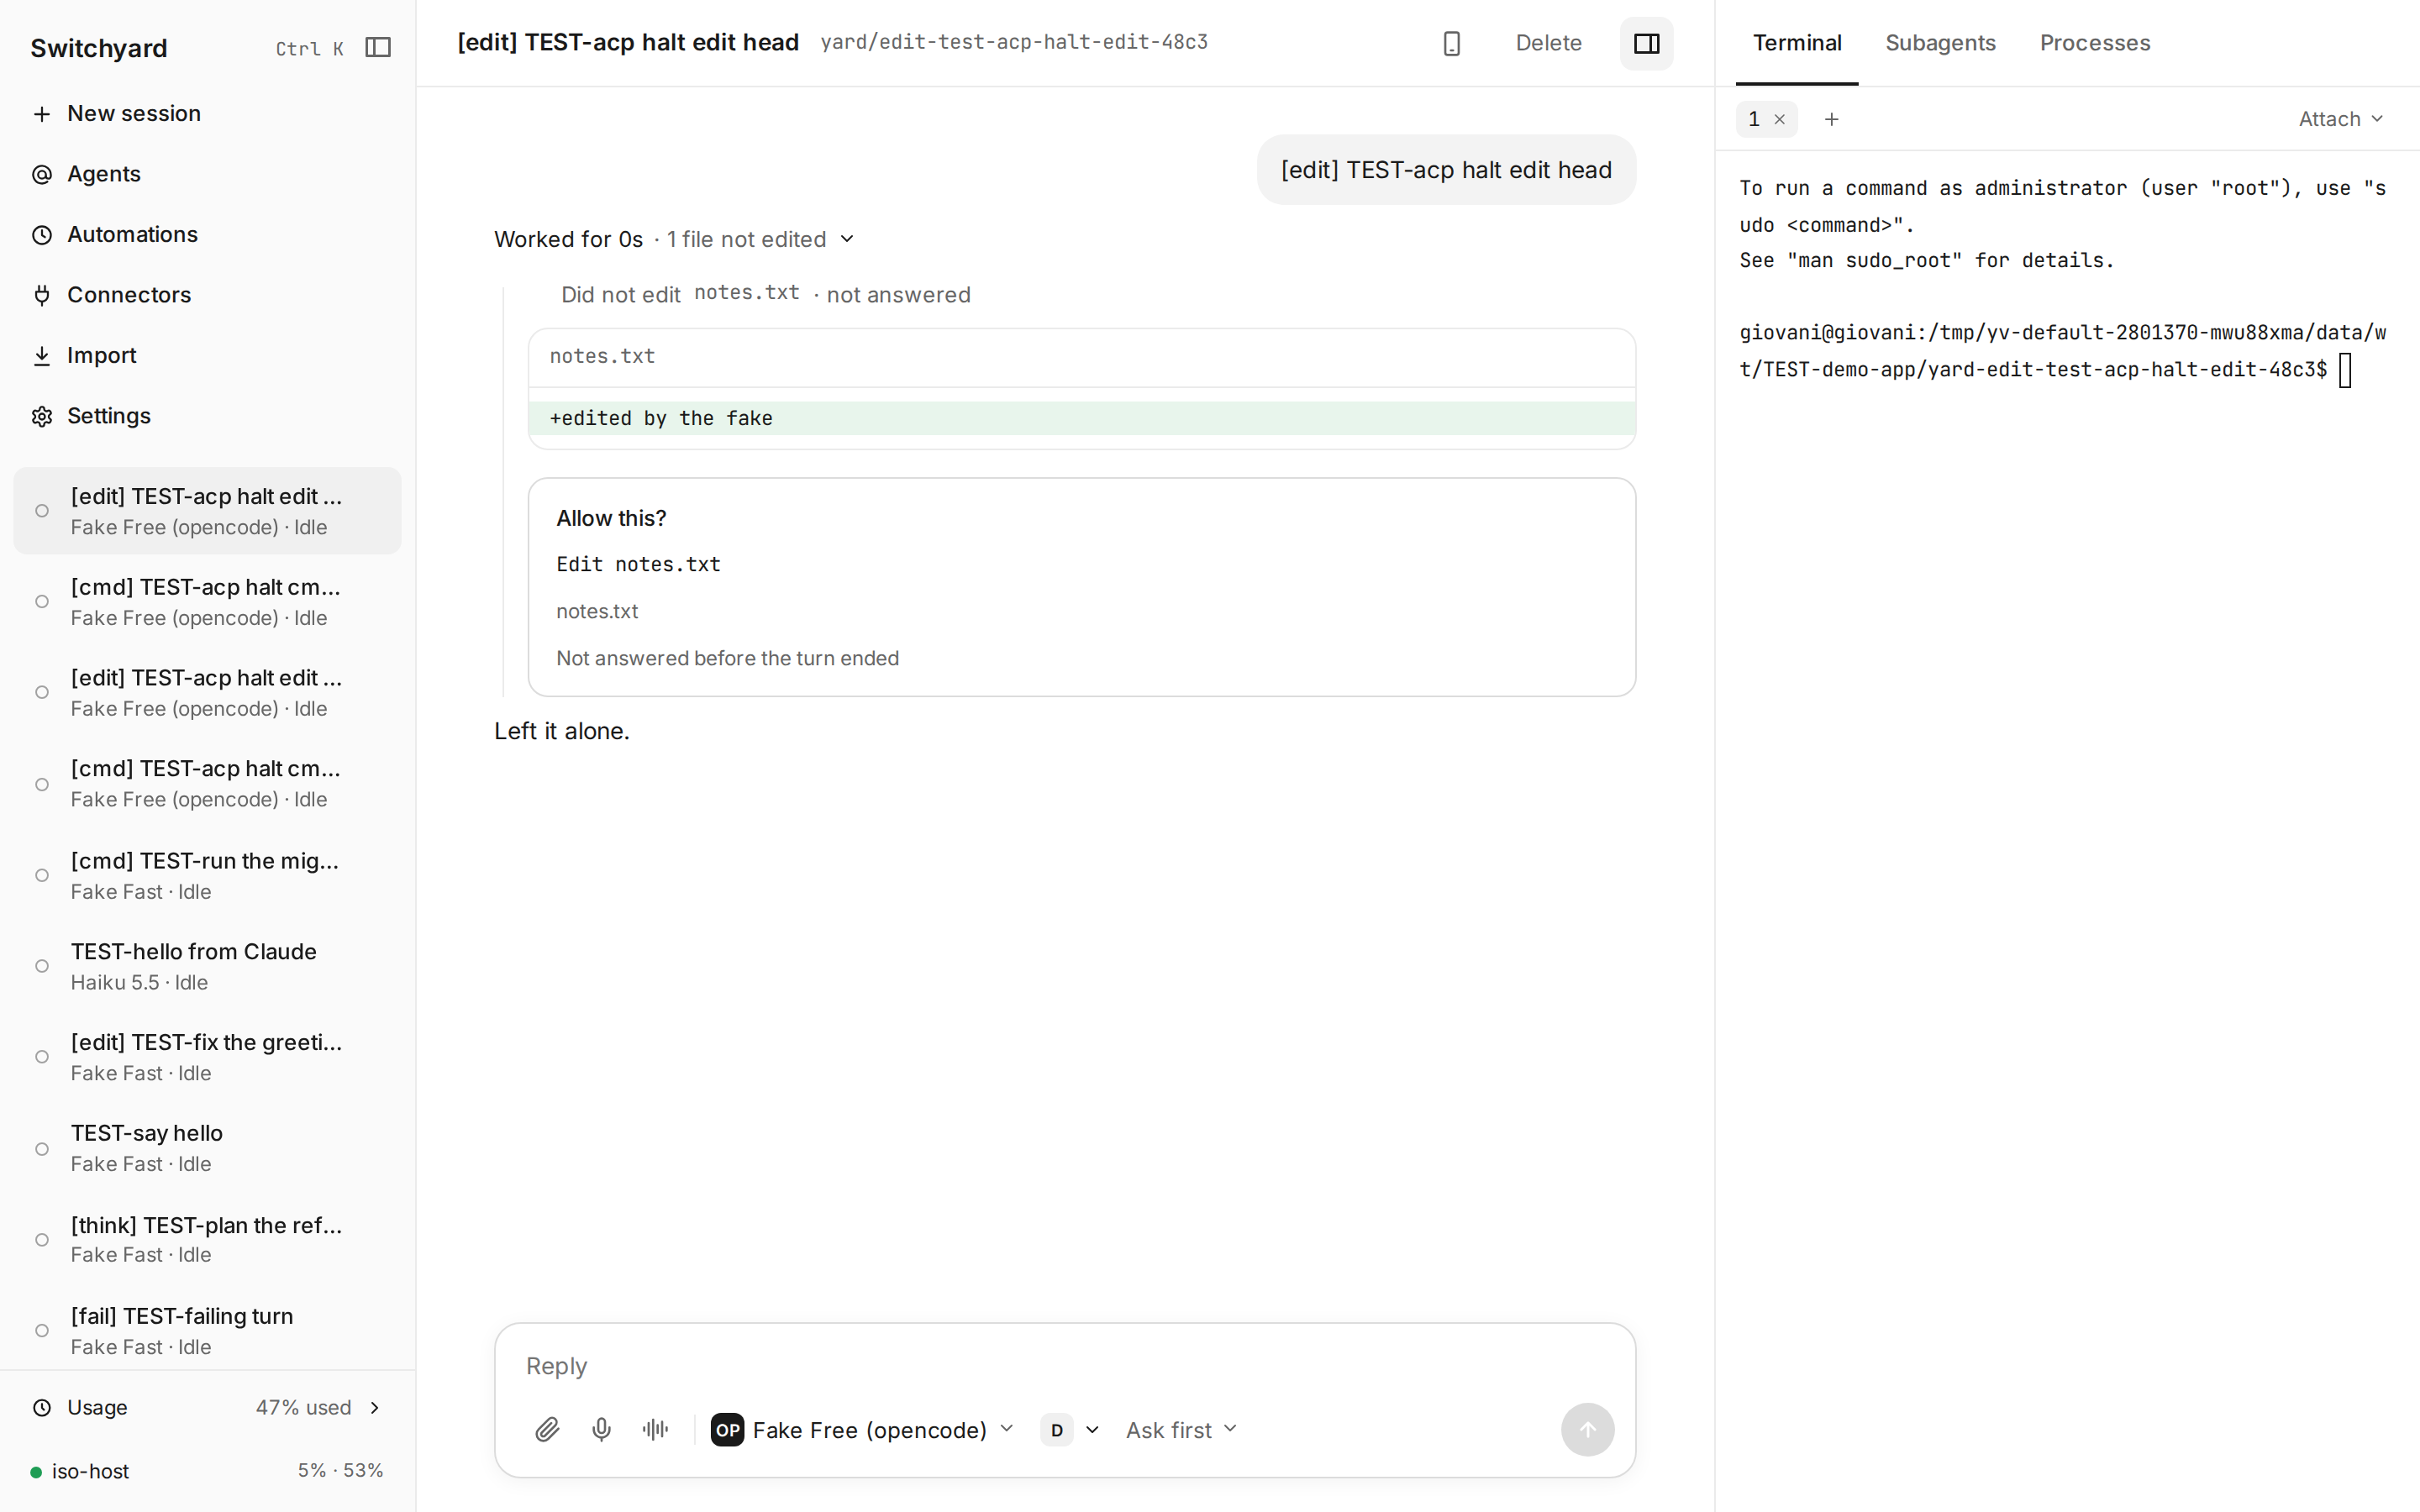 Switchyard
Ctrl K
New session
Agents
Automations
Connectors
Import
Settings
[edit] TEST-acp halt edit ...
Fake Free (opencode) · Idle
[cmd] TEST-acp halt cm...
Fake Free (opencode) · Idle
[edit] TEST-acp halt edit ...
Fake Free (opencode) · Idle
[cmd] TEST-acp halt cm...
Fake Free (opencode) · Idle
[cmd] TEST-run the mig...
Fake Fast · Idle
TEST-hello from Claude
Haiku 5.5 · Idle
[edit] TEST-fix the greeti...
Fake Fast · Idle
TEST-say hello
Fake Fast · Idle
[think] TEST-plan the ref...
Fake Fast · Idle
[fail] TEST-failing turn
Fake Fast · Idle
Usage 47% used
iso-host 5% · 53%
[edit] TEST-acp halt edit head yard/edit-test-acp-halt-edit-48c3
Delete
[edit] TEST-acp halt edit head
Worked for 0s · 1 file not edited
Did not edit notes.txt · not answered
notes.txt
+edited by the fake
Allow this?
Edit notes.txt
notes.txt
Not answered before the turn ended
Left it alone.
Reply
OP Fake Free (opencode) D Ask first
Terminal Subagents Processes
1 Attach
To run a command as administrator (user "root"), use "s
udo <command>".
See "man sudo_root" for details.
giovani@giovani:/tmp/yv-default-2801370-mwu88xma/data/w
t/TEST-demo-app/yard-edit-test-acp-halt-edit-48c3$